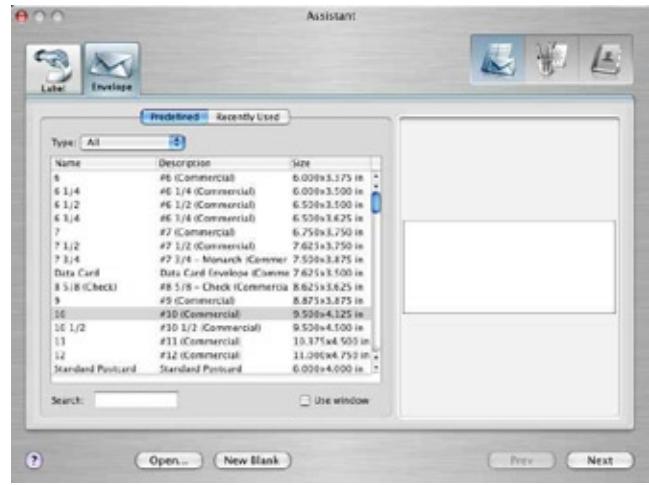 Assistant
Label Envelope
Predefined Recently Used
Type: All
Name Description Size
6 #6 (Commercial) 6.000x3.375 in
6 1/4 #6 1/4 (Commercial) 6.000x3.500 in
6 1/2 #6 1/2 (Commercial) 6.500x3.500 in
6 3/4 #6 3/4 (Commercial) 6.500x3.625 in
7 #7 (Commercial) 6.750x3.750 in
7 1/2 #7 1/2 (Commercial) 7.625x3.750 in
7 3/4 #7 3/4 - Monarch (Commer 7.500x3.875 in
Data Card Data Card Envelope (Comme 7.625x3.500 in
8 5/8 (Check) #8 5/8 - Check (Commercia 8.625x3.625 in
9 #9 (Commercial) 8.875x3.875 in
10 #10 (Commercial) 9.500x4.125 in
10 1/2 #10 1/2 (Commercial) 9.500x4.500 in
11 #11 (Commercial) 10.375x4.500 in
12 #12 (Commercial) 11.000x4.750 in
Standard Postcard Standard Postcard 6.000x4.000 in
Search: Use window
? Open... New Blank Prev Next